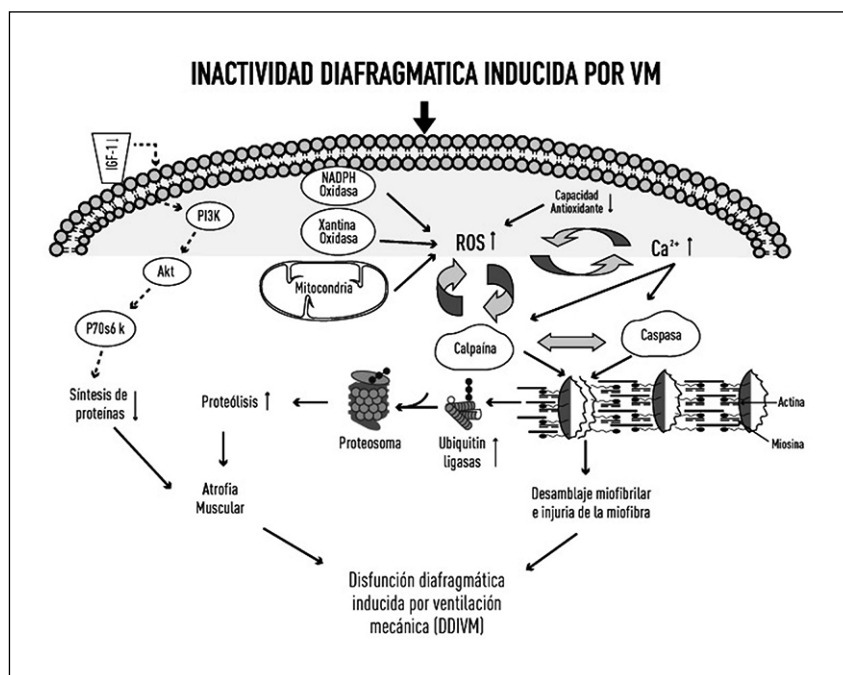 INACTIVIDAD DIAFRAGMATICA INDUCIDA POR VM
IGF-1↓
NADPH
Oxidasa
Capacidad
Antioxidante ↓
PI3K
Xantina
Oxidasa
ROS ↑
Ca²⁺ ↑
Akt
Mitocondria
P70s6 k
Calpaína
Caspasa
Síntesis de
proteínas ↓
Proteólisis ↑
Proteosoma
Ubiquitin
ligasas ↑
Actina
Miosina
Atrofia
Muscular
Desamblaje miofibrilar
e injuria de la miofibra
Disfunción diafragmática
inducida por ventilación
mecánica (DDIVM)